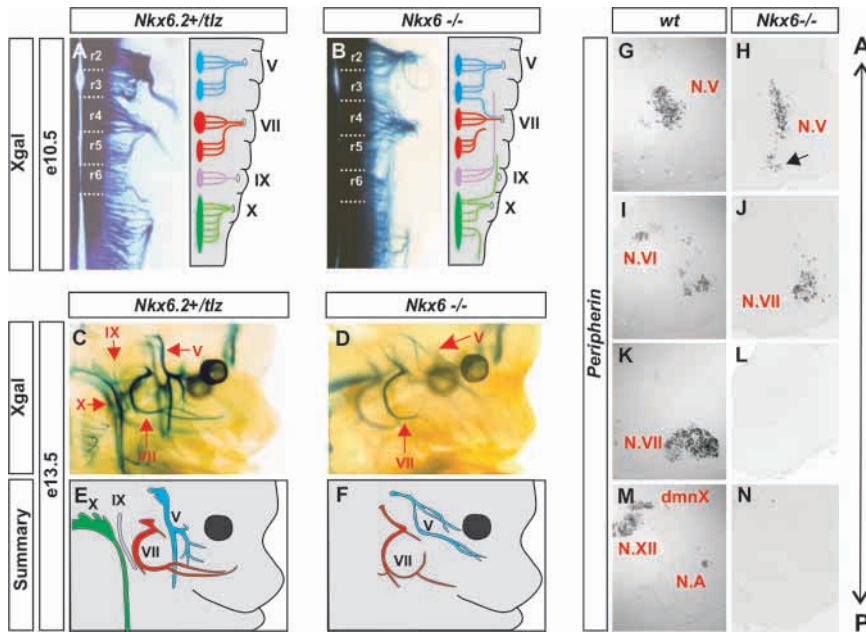 Nkx6.2+/tlz
Nkx6 -/-
wt
Nkx6-/-
Xgal
e10.5
A
r2
r3
r4
r5
r6
V
VII
IX
X
B
r2
r3
r4
r5
r6
V
VII
IX
X
G
N.V
H
N.V
A
Peripherin
I
N.VI
J
N.VII
Nkx6.2+/tlz
Nkx6 -/-
Xgal
e13.5
C
IX
V
X
VII
D
V
VII
K
N.VII
L
Summary
E
X
IX
V
VII
F
V
VII
M
dmnX
N.XII
N.A
N
P